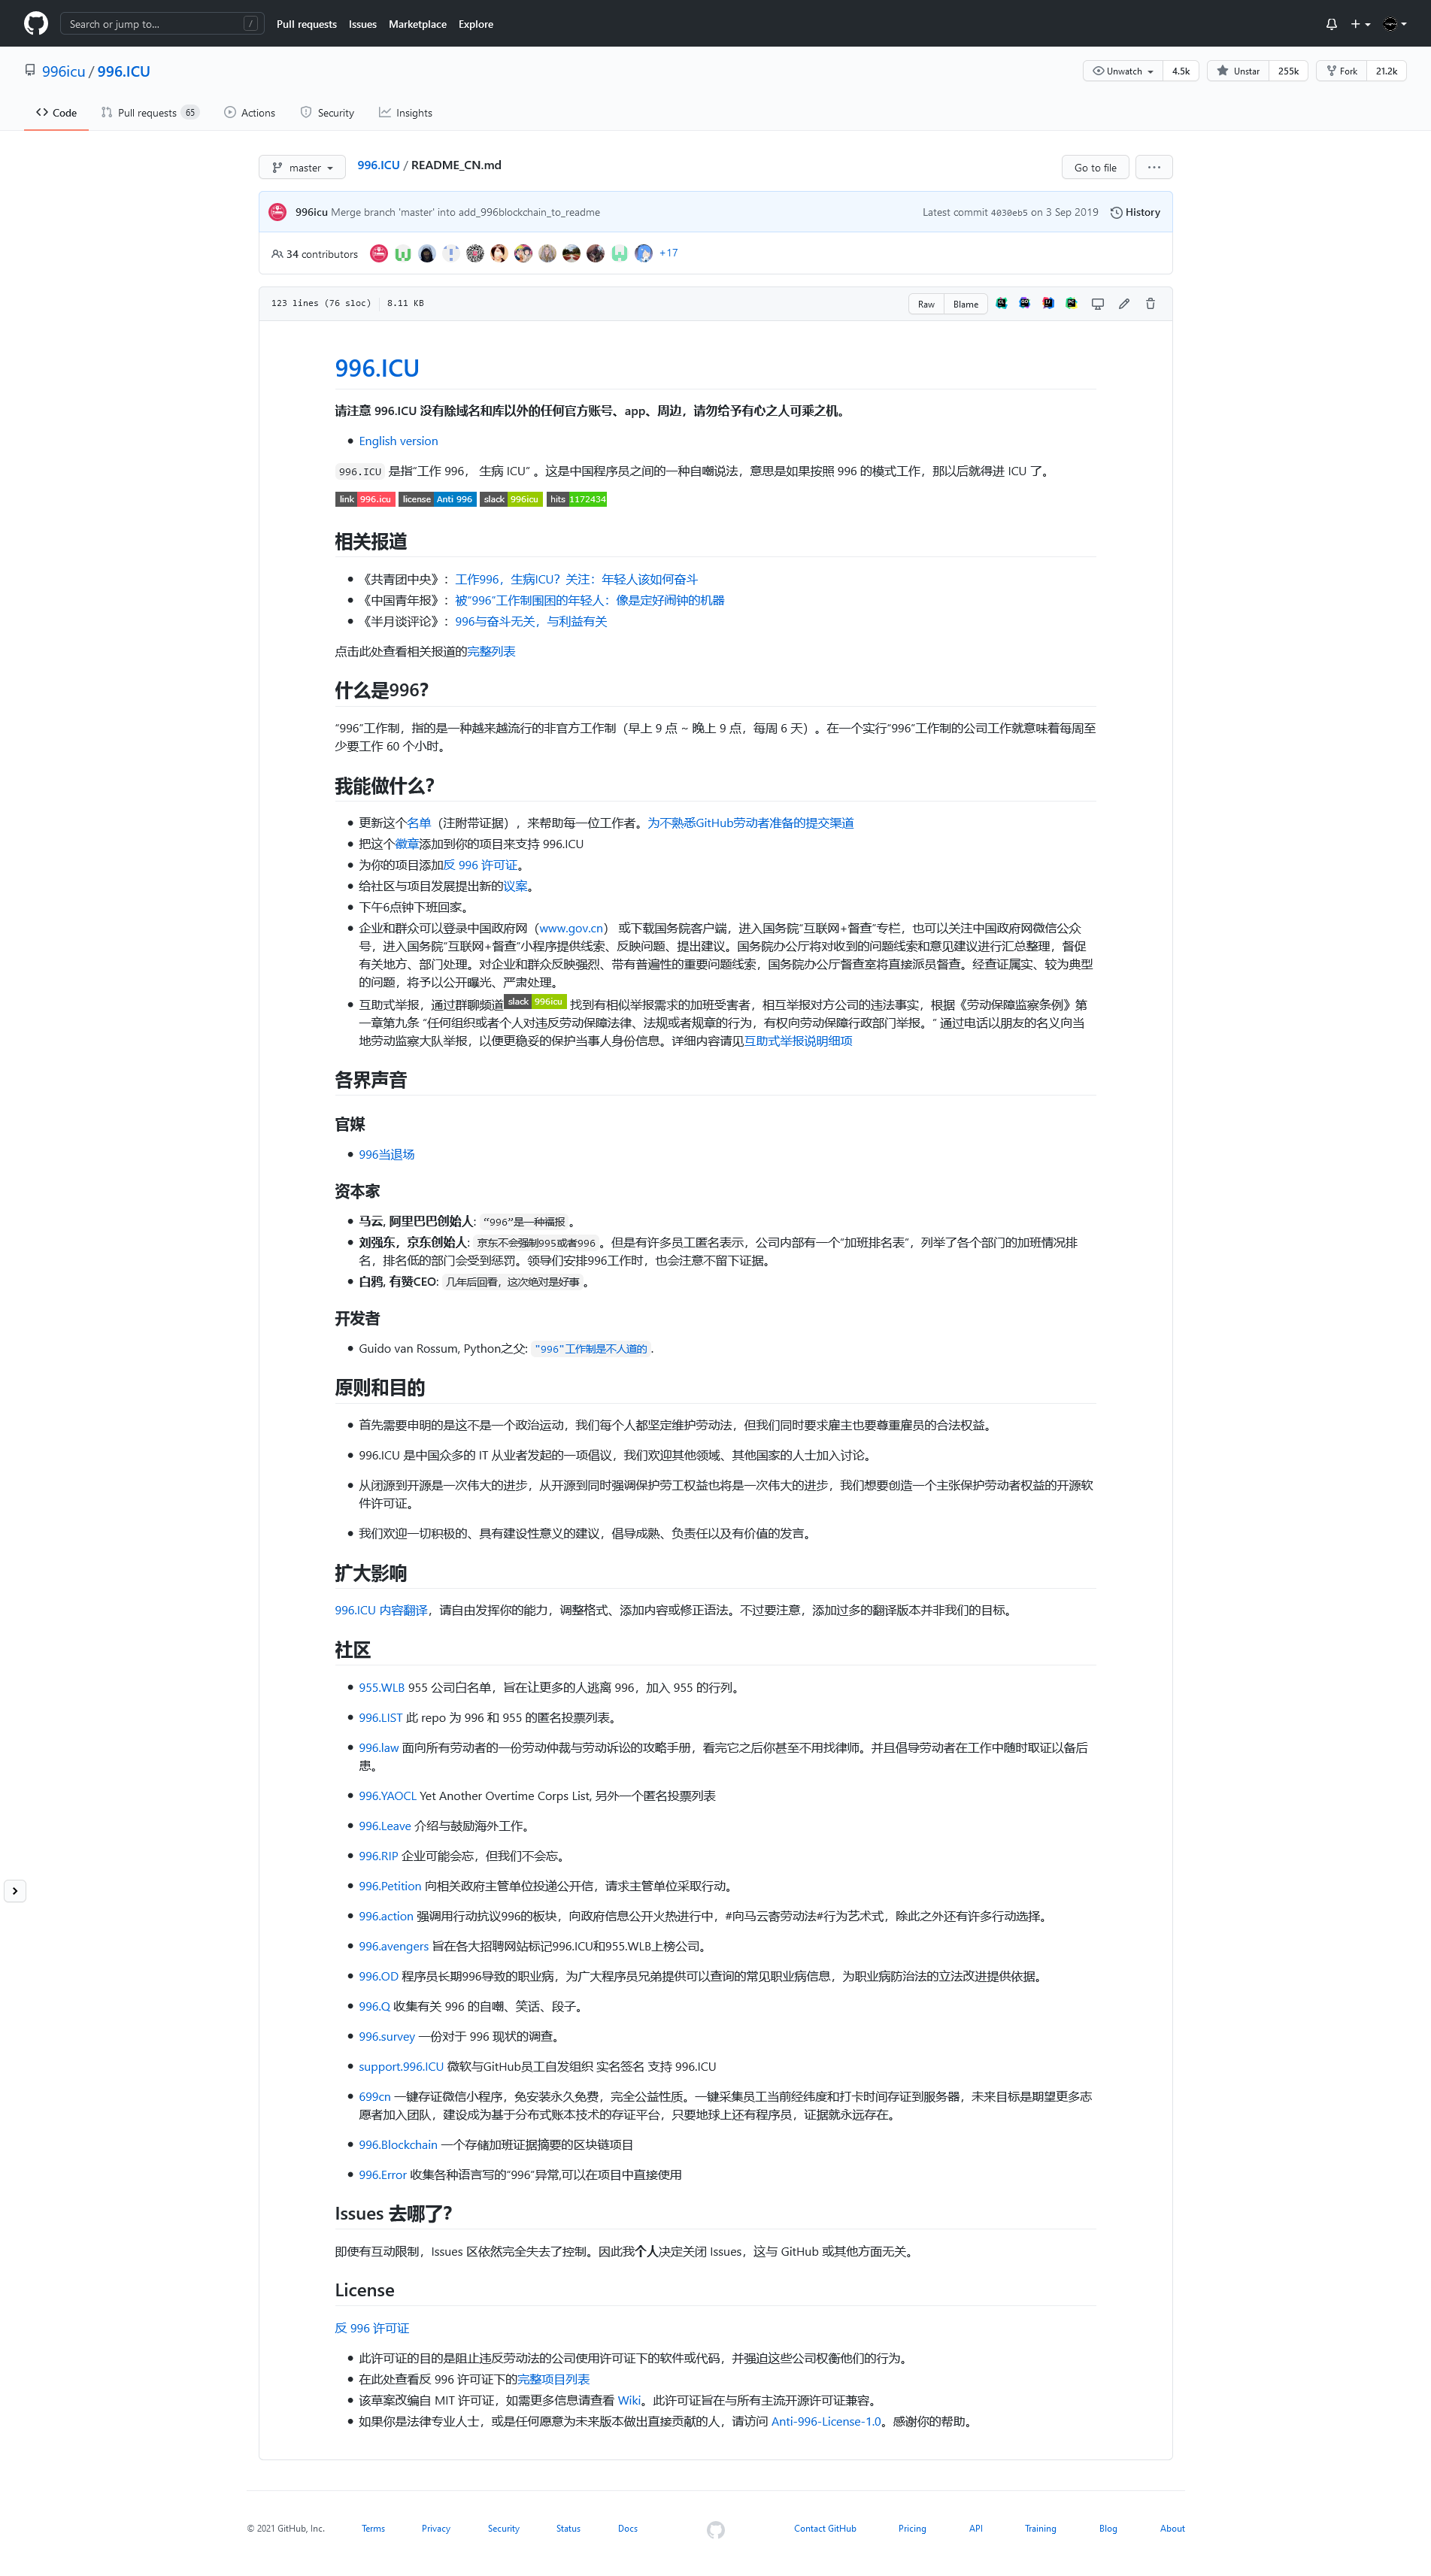 Search or jump to...
/
Pull requests
Issues
Marketplace
Explore
996icu / 996.ICU
Unwatch
4.5k
Unstar
255k
Fork
21.2k
Code
Pull requests 65
Actions
Security
Insights
master
996.ICU / README_CN.md
Go to file
996icu Merge branch 'master' into add_996blockchain_to_readme
Latest commit 4030eb5 on 3 Sep 2019
History
34 contributors
+17
123 lines (76 sloc) 8.11 KB
Raw
Blame
996.ICU
请注意 996.ICU 没有除域名和库以外的任何官方账号、app、周边，请勿给予有心之人可乘之机。
English version
996.ICU 是指“工作 996， 生病 ICU” 。这是中国程序员之间的一种自嘲说法，意思是如果按照 996 的模式工作，那以后就得进 ICU 了。
link 996.icu license Anti 996 slack 996icu hits 1172434
相关报道
《共青团中央》：工作996，生病ICU？关注：年轻人该如何奋斗
《中国青年报》：被“996”工作制围困的年轻人：像是定好闹钟的机器
《半月谈评论》：996与奋斗无关，与利益有关
点击此处查看相关报道的完整列表
什么是996？
“996”工作制，指的是一种越来越流行的非官方工作制（早上 9 点 ~ 晚上 9 点，每周 6 天）。在一个实行“996”工作制的公司工作就意味着每周至
少要工作 60 个小时。
我能做什么？
更新这个名单（注附带证据），来帮助每一位工作者。为不熟悉GitHub劳动者准备的提交渠道
把这个徽章添加到你的项目来支持 996.ICU
为你的项目添加反 996 许可证。
给社区与项目发展提出新的议案。
下午6点钟下班回家。
企业和群众可以登录中国政府网（www.gov.cn） 或下载国务院客户端，进入国务院“互联网+督查”专栏，也可以关注中国政府网微信公众
号，进入国务院“互联网+督查”小程序提供线索、反映问题、提出建议。国务院办公厅将对收到的问题线索和意见建议进行汇总整理，督促
有关地方、部门处理。对企业和群众反映强烈、带有普遍性的重要问题线索，国务院办公厅督查室将直接派员督查。经查证属实、较为典型
的问题，将予以公开曝光、严肃处理。
互助式举报，通过群聊频道 slack 996icu 找到有相似举报需求的加班受害者，相互举报对方公司的违法事实，根据《劳动保障监察条例》第
一章第九条 “任何组织或者个人对违反劳动保障法律、法规或者规章的行为，有权向劳动保障行政部门举报。” 通过电话以朋友的名义向当
地劳动监察大队举报，以便更稳妥的保护当事人身份信息。详细内容请见互助式举报说明细项
各界声音
官媒
996当退场
资本家
马云, 阿里巴巴创始人: “996”是一种福报 。
刘强东，京东创始人: 京东不会强制995或者996 。但是有许多员工匿名表示，公司内部有一个“加班排名表”，列举了各个部门的加班情况排
名，排名低的部门会受到惩罚。领导们安排996工作时，也会注意不留下证据。
白鸦, 有赞CEO: 几年后回看，这次绝对是好事 。
开发者
Guido van Rossum, Python之父: "996"工作制是不人道的 .
原则和目的
首先需要申明的是这不是一个政治运动，我们每个人都坚定维护劳动法，但我们同时要求雇主也要尊重雇员的合法权益。
996.ICU 是中国众多的 IT 从业者发起的一项倡议，我们欢迎其他领域、其他国家的人士加入讨论。
从闭源到开源是一次伟大的进步，从开源到同时强调保护劳工权益也将是一次伟大的进步，我们想要创造一个主张保护劳动者权益的开源软
件许可证。
我们欢迎一切积极的、具有建设性意义的建议，倡导成熟、负责任以及有价值的发言。
扩大影响
996.ICU 内容翻译，请自由发挥你的能力，调整格式、添加内容或修正语法。不过要注意，添加过多的翻译版本并非我们的目标。
社区
955.WLB 955 公司白名单，旨在让更多的人逃离 996，加入 955 的行列。
996.LIST 此 repo 为 996 和 955 的匿名投票列表。
996.law 面向所有劳动者的一份劳动仲裁与劳动诉讼的攻略手册，看完它之后你甚至不用找律师。并且倡导劳动者在工作中随时取证以备后
患。
996.YAOCL Yet Another Overtime Corps List, 另外一个匿名投票列表
996.Leave 介绍与鼓励海外工作。
996.RIP 企业可能会忘，但我们不会忘。
996.Petition 向相关政府主管单位投递公开信，请求主管单位采取行动。
996.action 强调用行动抗议996的板块，向政府信息公开火热进行中，#向马云寄劳动法#行为艺术式，除此之外还有许多行动选择。
996.avengers 旨在各大招聘网站标记996.ICU和955.WLB上榜公司。
996.OD 程序员长期996导致的职业病，为广大程序员兄弟提供可以查询的常见职业病信息，为职业病防治法的立法改进提供依据。
996.Q 收集有关 996 的自嘲、笑话、段子。
996.survey 一份对于 996 现状的调查。
support.996.ICU 微软与GitHub员工自发组织 实名签名 支持 996.ICU
699cn 一键存证微信小程序，免安装永久免费，完全公益性质。一键采集员工当前经纬度和打卡时间存证到服务器，未来目标是期望更多志
愿者加入团队，建设成为基于分布式账本技术的存证平台，只要地球上还有程序员，证据就永远存在。
996.Blockchain 一个存储加班证据摘要的区块链项目
996.Error 收集各种语言写的“996”异常,可以在项目中直接使用
Issues 去哪了？
即使有互动限制，Issues 区依然完全失去了控制。因此我个人决定关闭 Issues，这与 GitHub 或其他方面无关。
License
反 996 许可证
此许可证的目的是阻止违反劳动法的公司使用许可证下的软件或代码，并强迫这些公司权衡他们的行为。
在此处查看反 996 许可证下的完整项目列表
该草案改编自 MIT 许可证，如需更多信息请查看 Wiki。此许可证旨在与所有主流开源许可证兼容。
如果你是法律专业人士，或是任何愿意为未来版本做出直接贡献的人，请访问 Anti-996-License-1.0。感谢你的帮助。
© 2021 GitHub, Inc.
Terms
Privacy
Security
Status
Docs
Contact GitHub
Pricing
API
Training
Blog
About